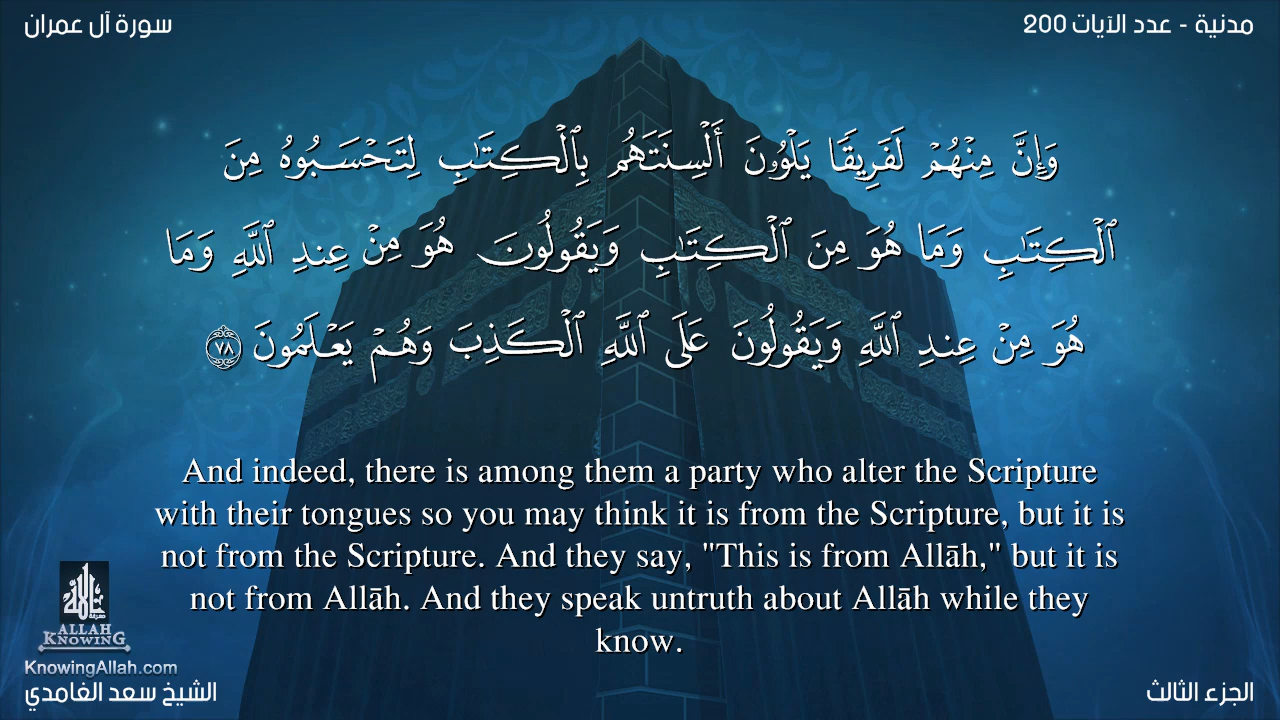 سورة آل عمران
مدنية - عدد الآيات 200
وَإِنَّ مِنْهُمْ لَفَرِيقًا يَلْوُۥنَ أَلْسِنَتَهُم بِٱلْكِتَٰبِ لِتَحْسَبُوهُ مِنَ
ٱلْكِتَٰبِ وَمَا هُوَ مِنَ ٱلْكِتَٰبِ وَيَقُولُونَ هُوَ مِنْ عِندِ ٱللَّهِ وَمَا
هُوَ مِنْ عِندِ ٱللَّهِ وَيَقُولُونَ عَلَى ٱللَّهِ ٱلْكَذِبَ وَهُمْ يَعْلَمُونَ ٧٨
And indeed, there is among them a party who alter the Scripture
with their tongues so you may think it is from the Scripture, but it is
not from the Scripture. And they say, "This is from Allāh," but it is
not from Allāh. And they speak untruth about Allāh while they
know.
ALLAH
KNOWING
KnowingAllah.com
الشيخ سعد الغامدي
الجزء الثالث